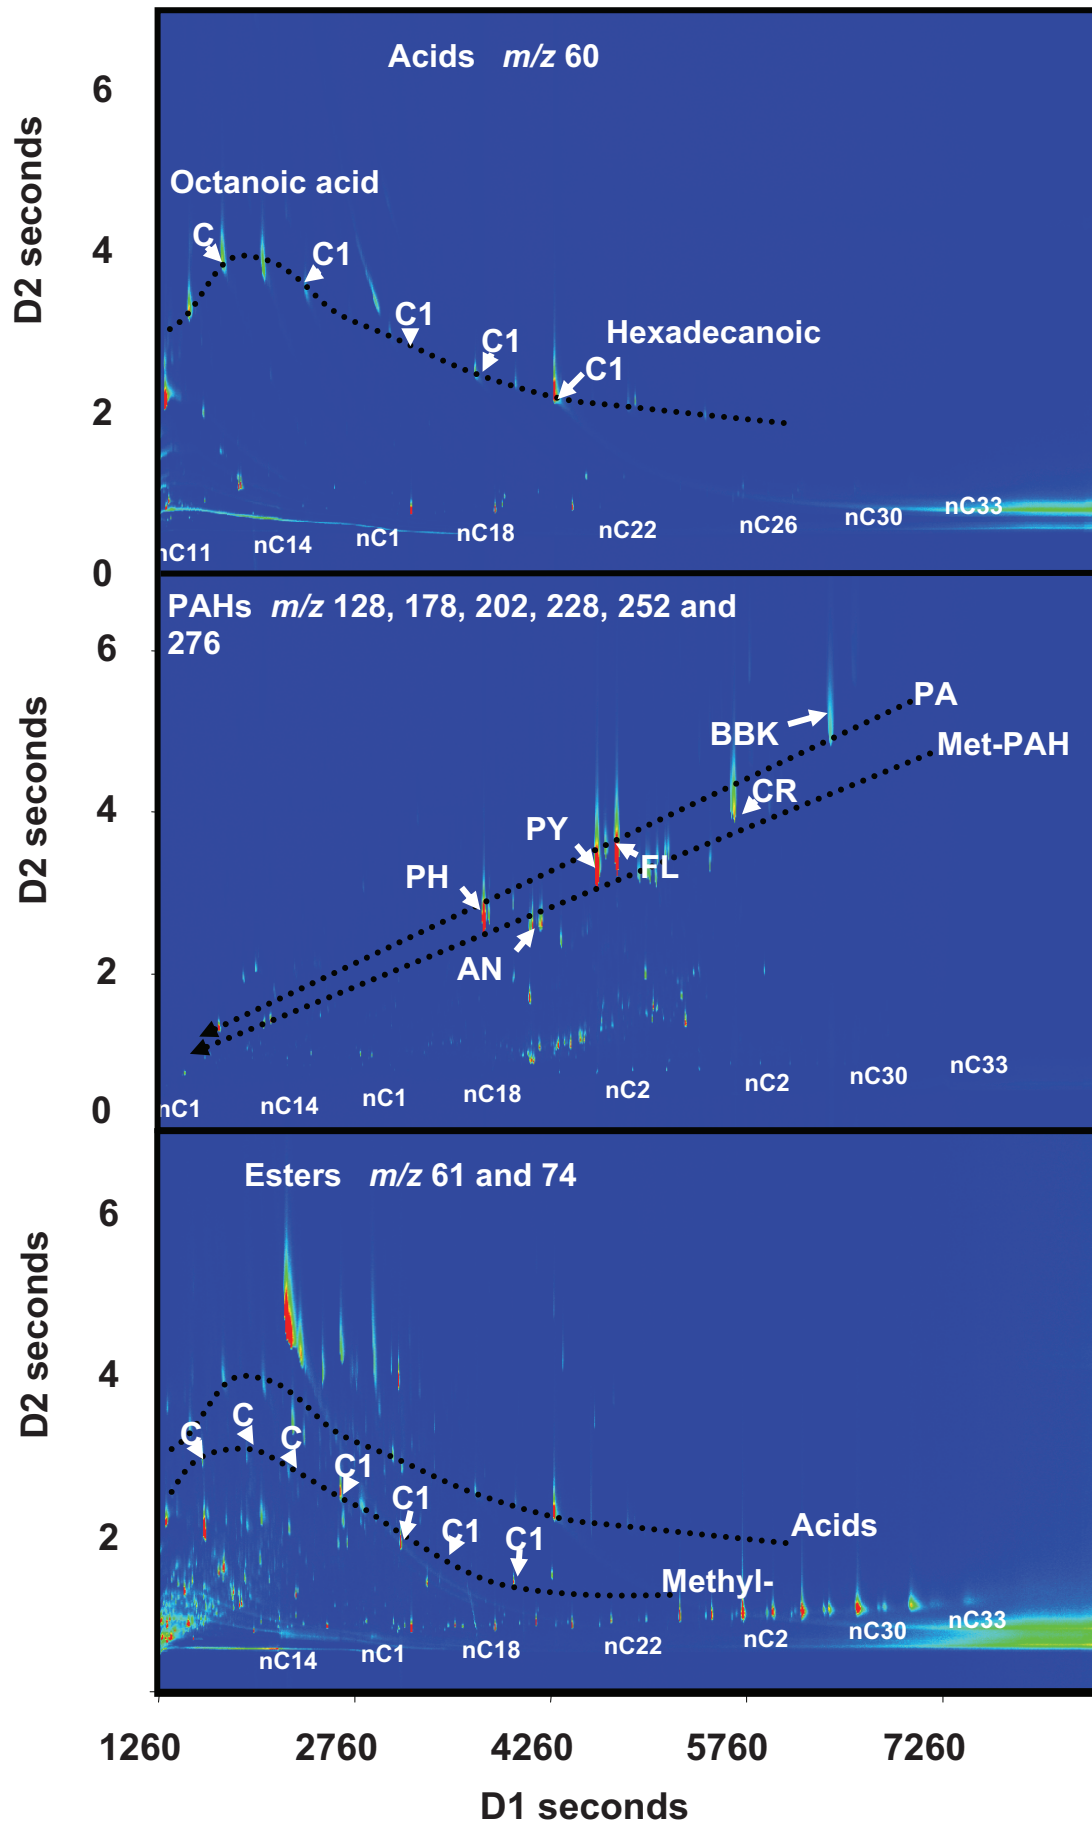 Acids m/z 60
6
D2 seconds
Octanoic acid
4
C
C1
C1
Hexadecanoic
C1
C1
2
nC33
nC30
nC26
nC22
nC18
nC1
nC14
nC11
0
PAHs m/z 128, 178, 202, 228, 252 and
276
6
PA
BBK
Met-PAH
D2 seconds
4
CR
PY
FL
PH
AN
2
nC33
nC30
nC2
nC2
nC18
nC1
nC14
nC1
0
Esters m/z 61 and 74
6
D2 seconds
4
C
C
C
C1
C1
C1
C1
2
Acids
Methyl-
nC33
nC30
nC2
nC22
nC18
nC1
nC14
1260 2760 4260 5760 7260
D1 seconds